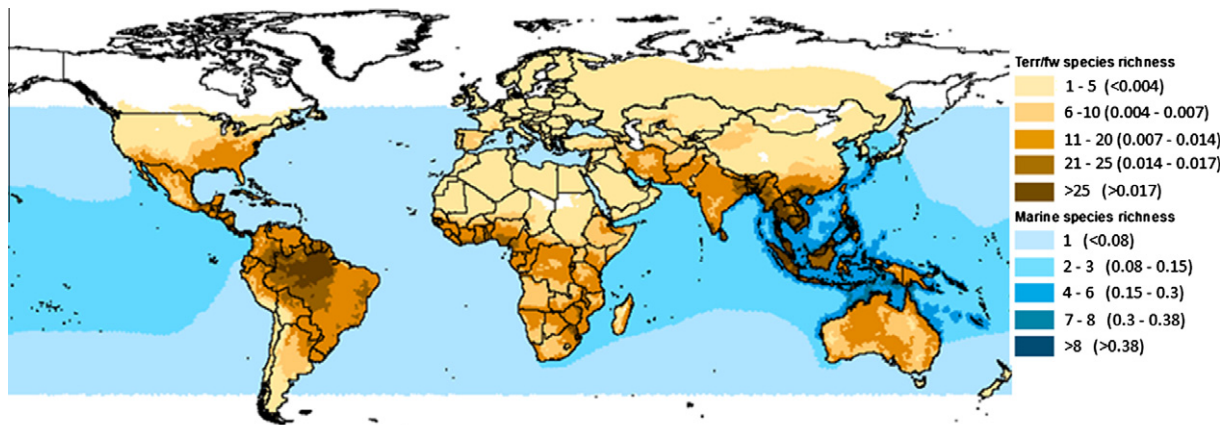 Terr/fw species richness
1 - 5 (<0.004)
6 -10 (0.004 - 0.007)
11 - 20 (0.007 - 0.014)
21 - 25 (0.014 - 0.017)
>25 (>0.017)
Marine species richness
1 (<0.08)
2 - 3 (0.08 - 0.15)
4 - 6 (0.15 - 0.3)
7 - 8 (0.3 - 0.38)
>8 (>0.38)